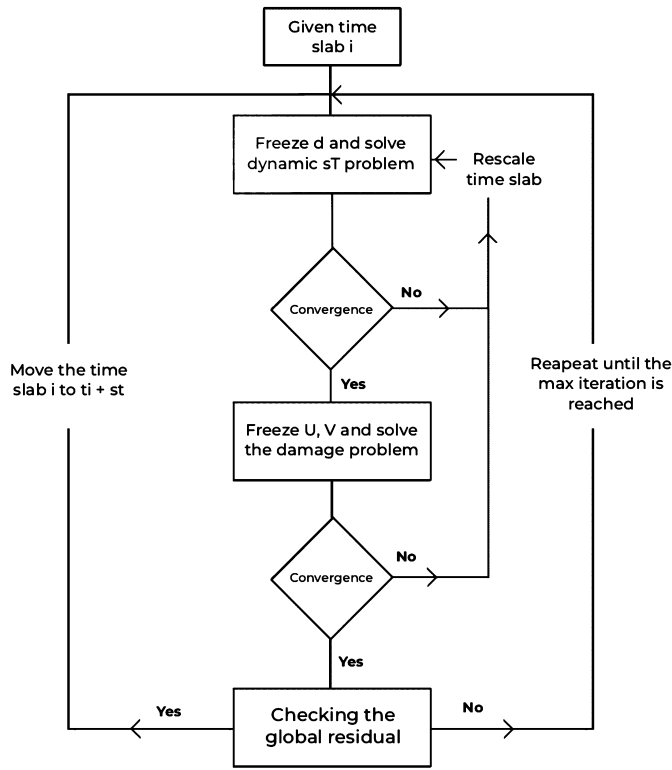 Given time
slab i
Freeze d and solve
dynamic sT problem
Rescale
time slab
Convergence
No
Yes
Move the time
slab i to ti + st
Reapeat until the
max iteration is
reached
Freeze U, V and solve
the damage problem
Convergence
No
Yes
Checking the
global residual
Yes
No